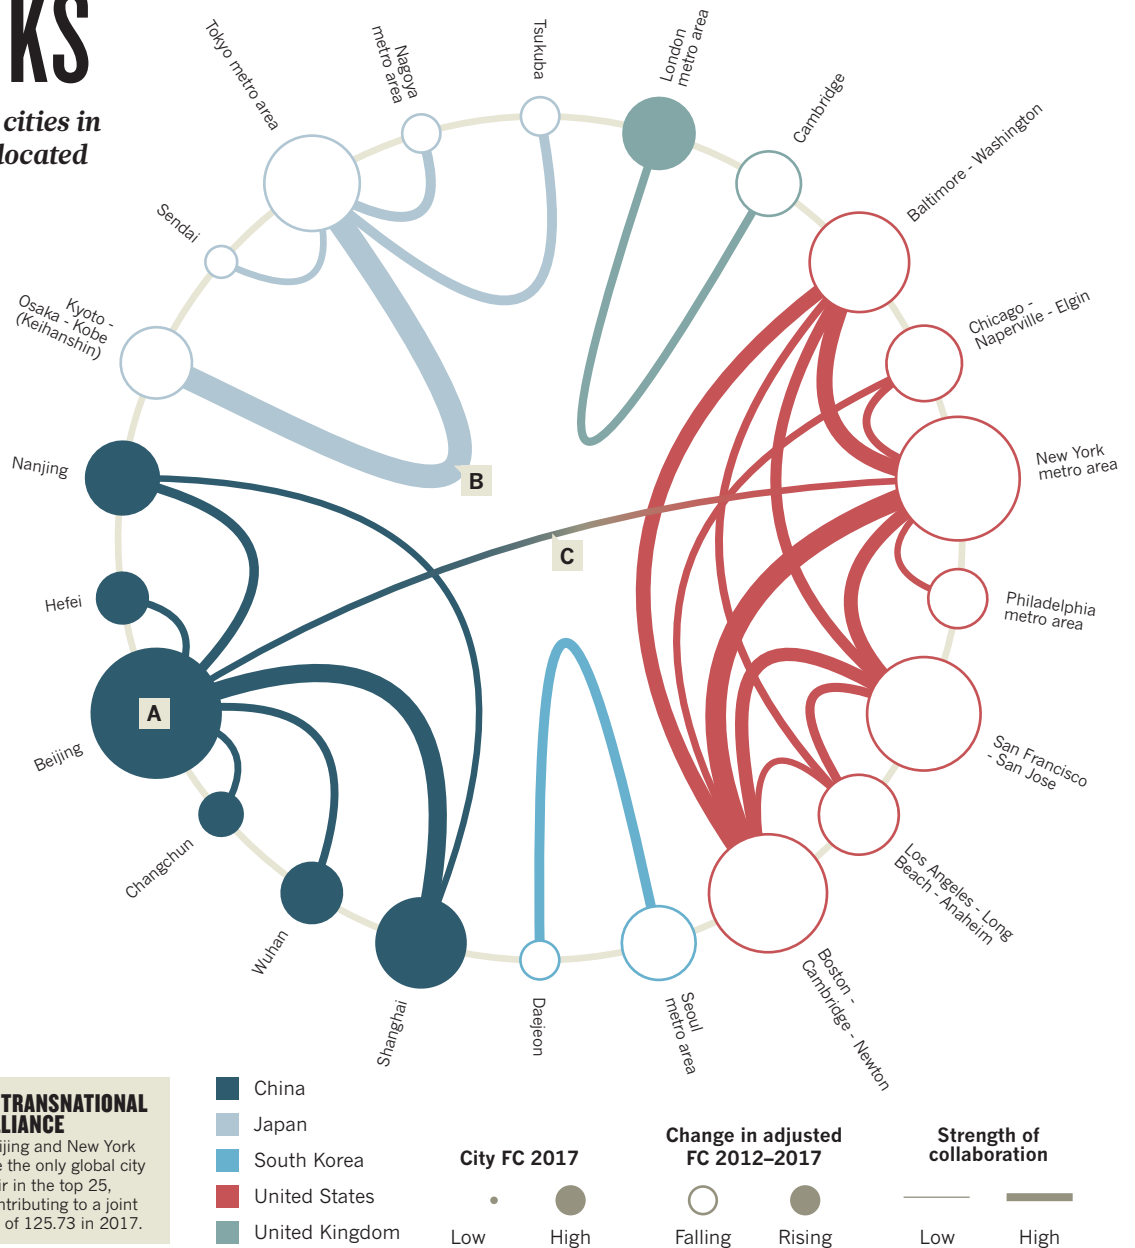 KS
cities in
located
Tokyo metro area
Nagoya
metro area
Tsukuba
London
metro area
Cambridge
Baltimore - Washington
Chicago -
Naperville - Elgin
New York
metro area
Philadelphia
metro area
San Francisco
- San Jose
Los Angeles - Long
Beach - Anaheim
Boston -
Cambridge - Newton
Seoul
metro area
Daejeon
Shanghai
Wuhan
Changchun
Beijing
Hefei
Nanjing
Kyoto -
Osaka - Kobe
(Keihanshin)
Sendai
A
B
C
TRANSNATIONAL
LIANCE
ijing and New York
e the only global city
ir in the top 25,
ntributing to a joint
of 125.73 in 2017.
China
Japan
South Korea
United States
United Kingdom
City FC 2017
Low
High
Change in adjusted
FC 2012–2017
Falling
Rising
Strength of
collaboration
Low
High